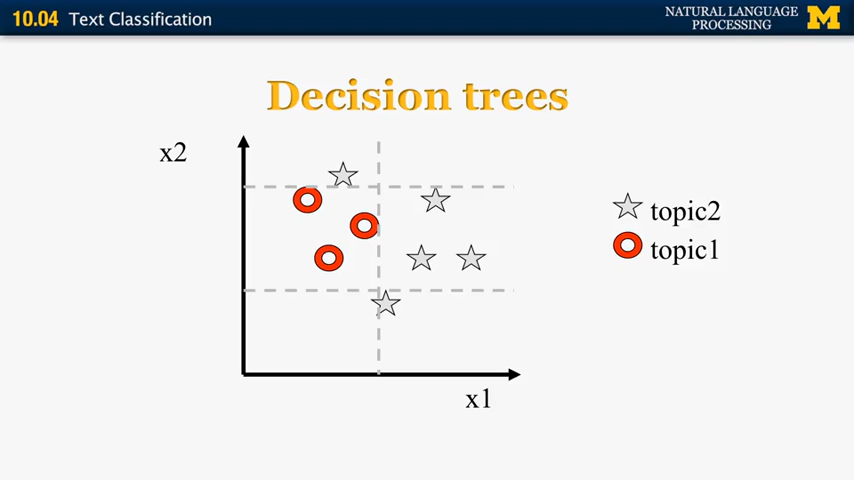 10.04 Text Classification
NATURAL LANGUAGE
PROCESSING
M
Decision trees
x2
topic2
topic1
x1